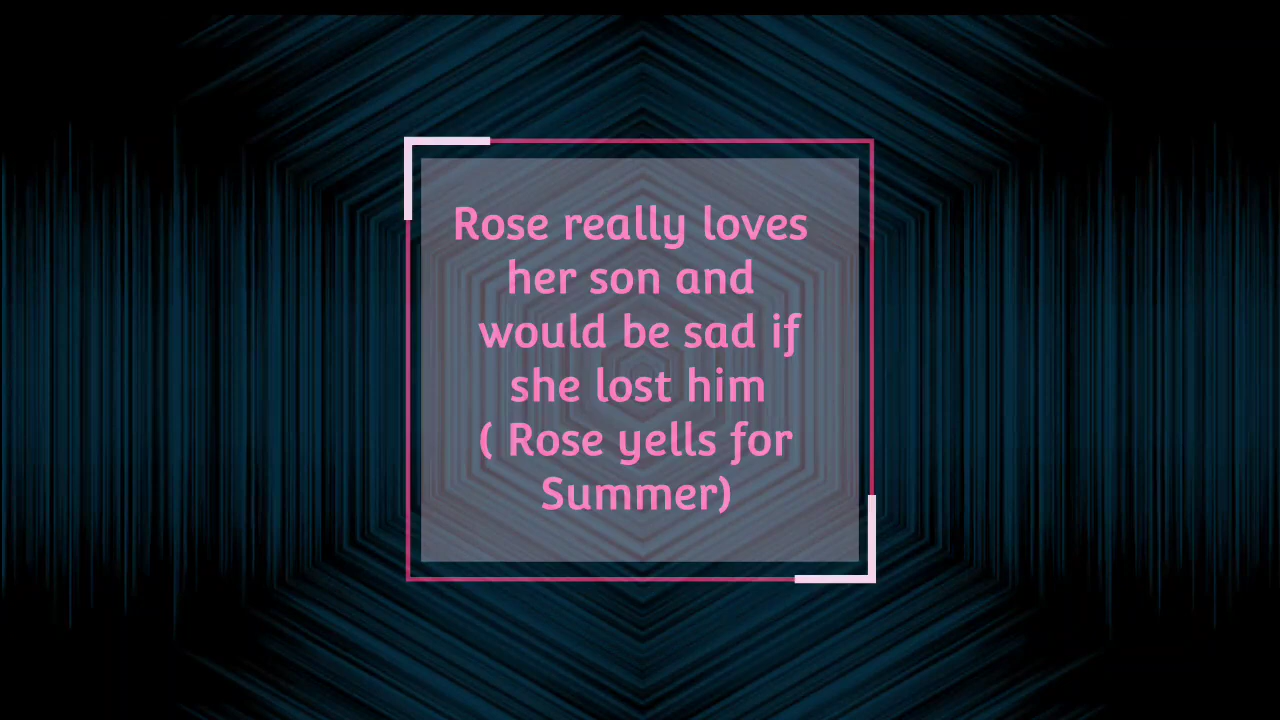 Rose really loves
her son and
would be sad if
she lost him
( Rose yells for
Summer)